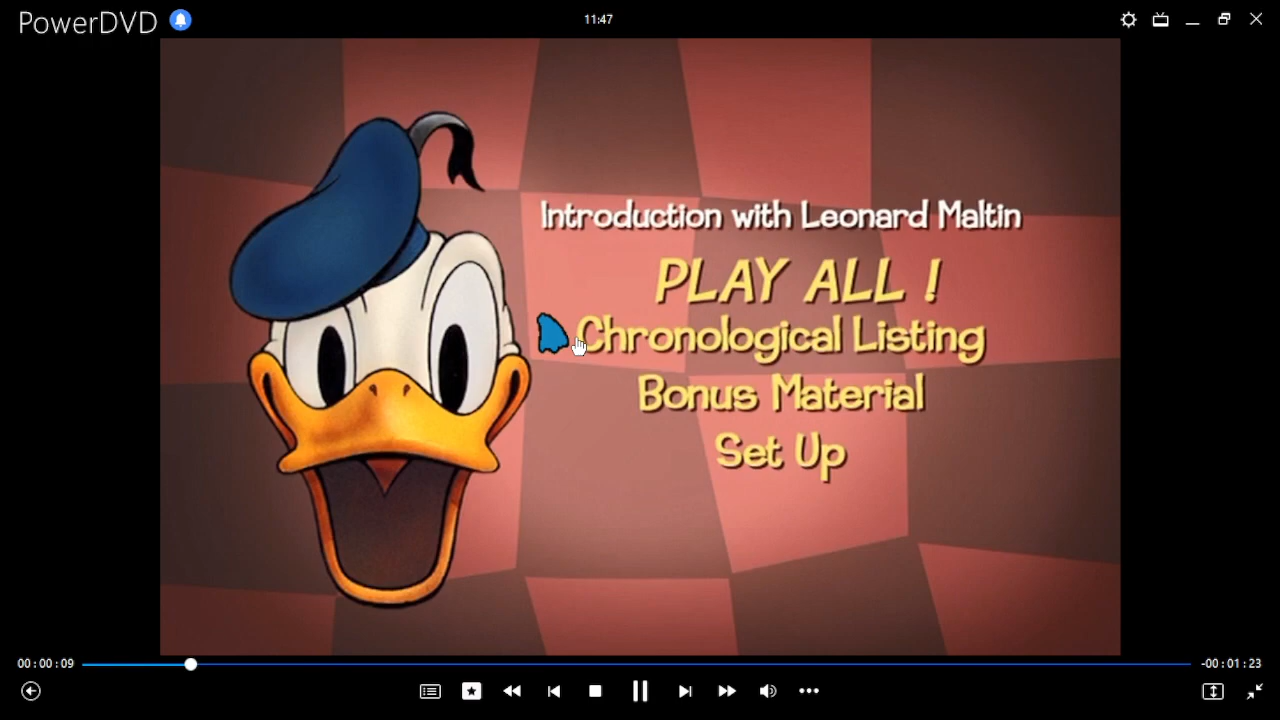 PowerDVD
11:47
Introduction with Leonard Maltin
PLAY ALL !
Chronological Listing
Bonus Material
Set Up
00:00:09
-00:01:23